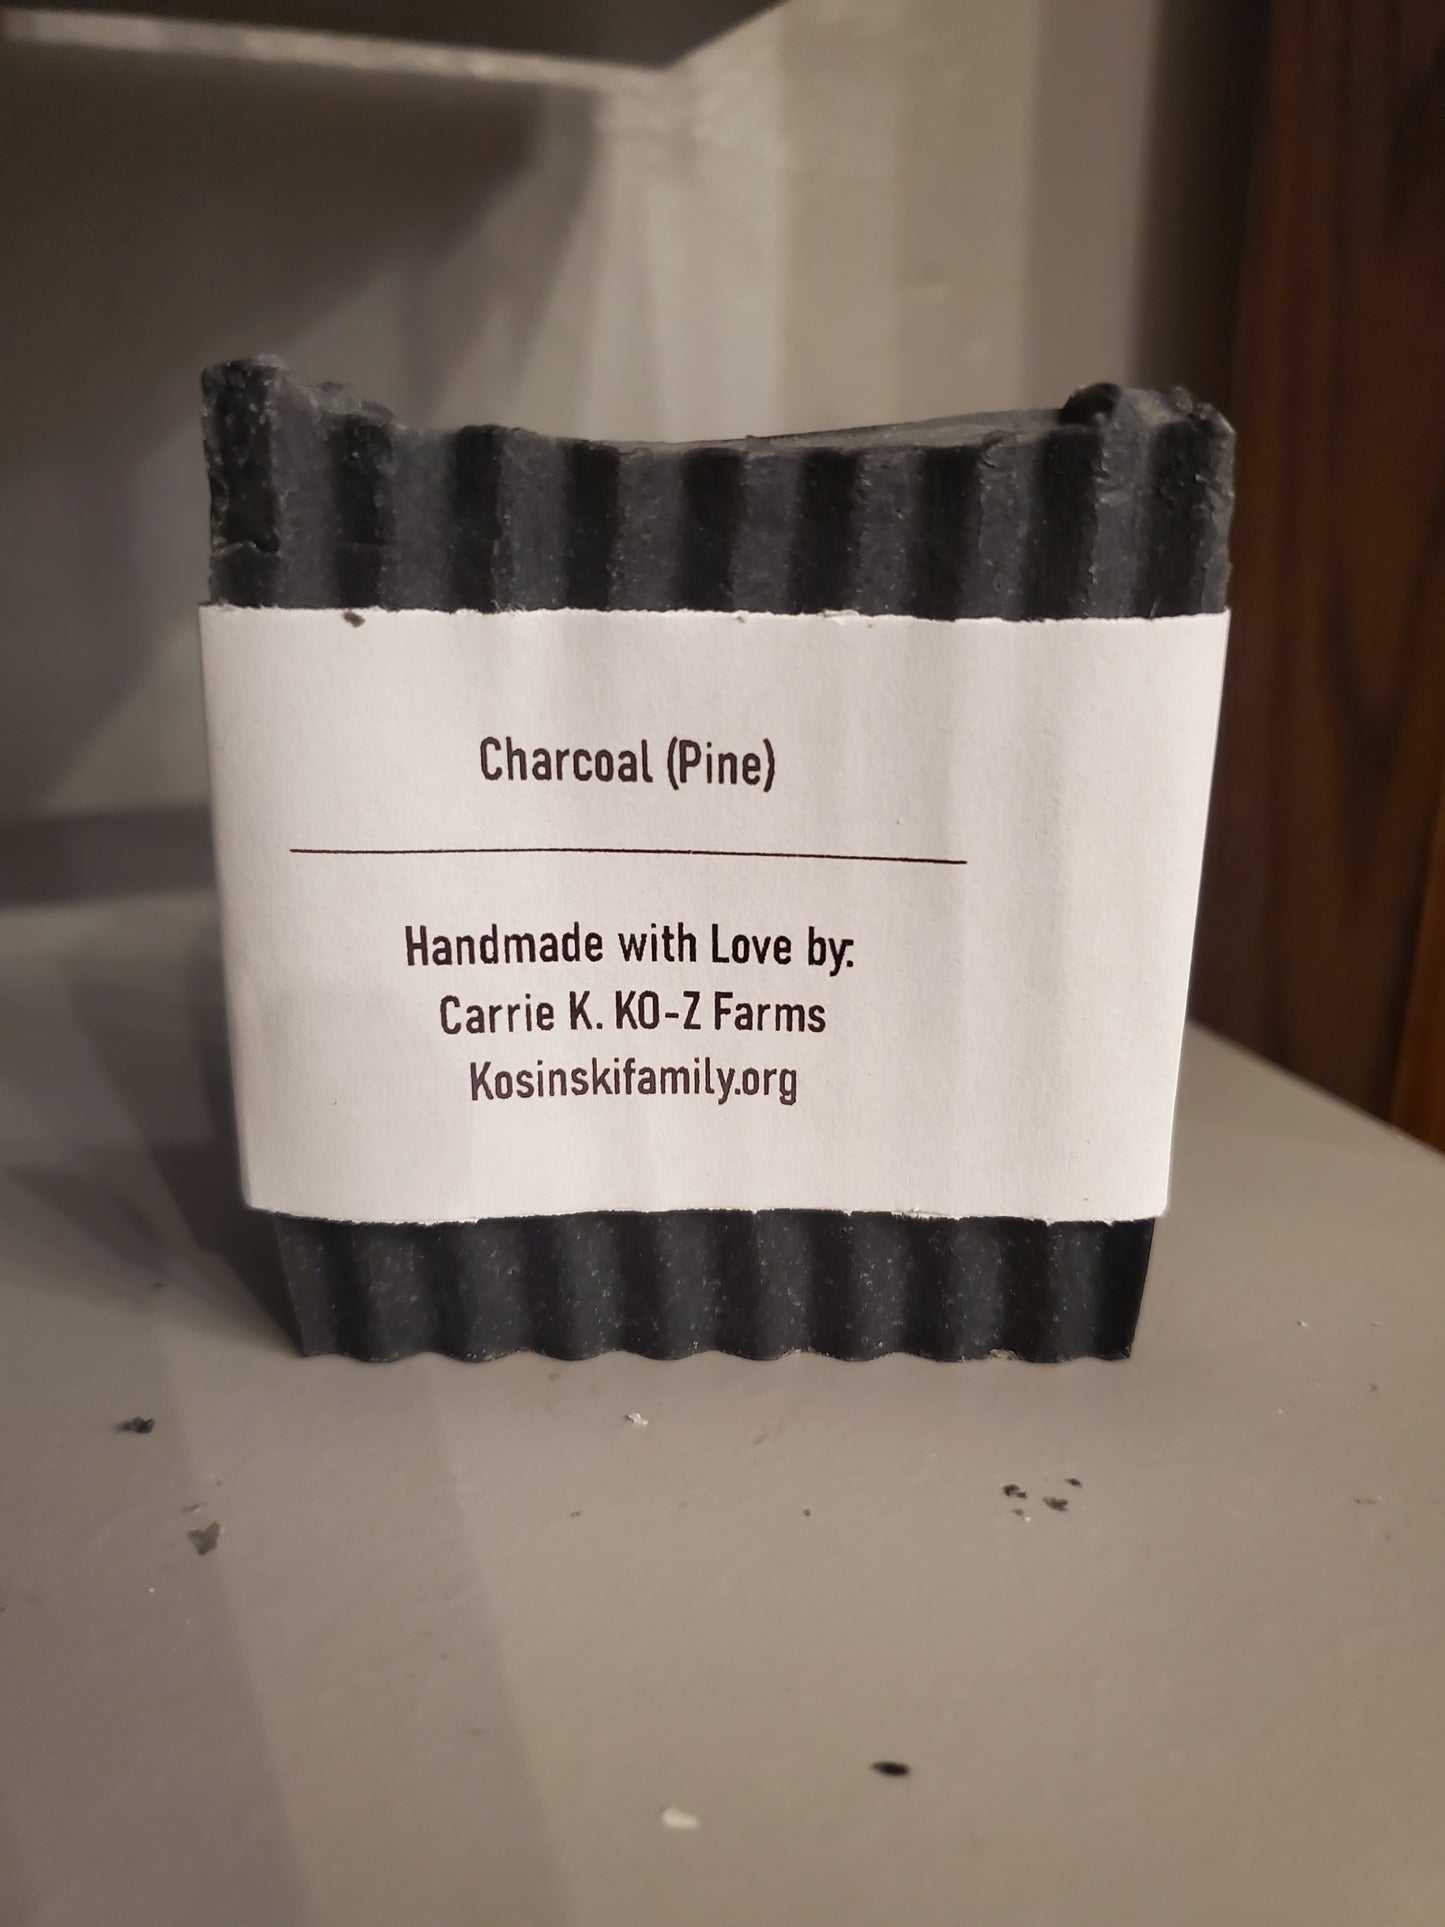 Charcoal (Pine)
Handmade with Love by:
Carrie K. KO-Z Farms
Kosinskifamily.org